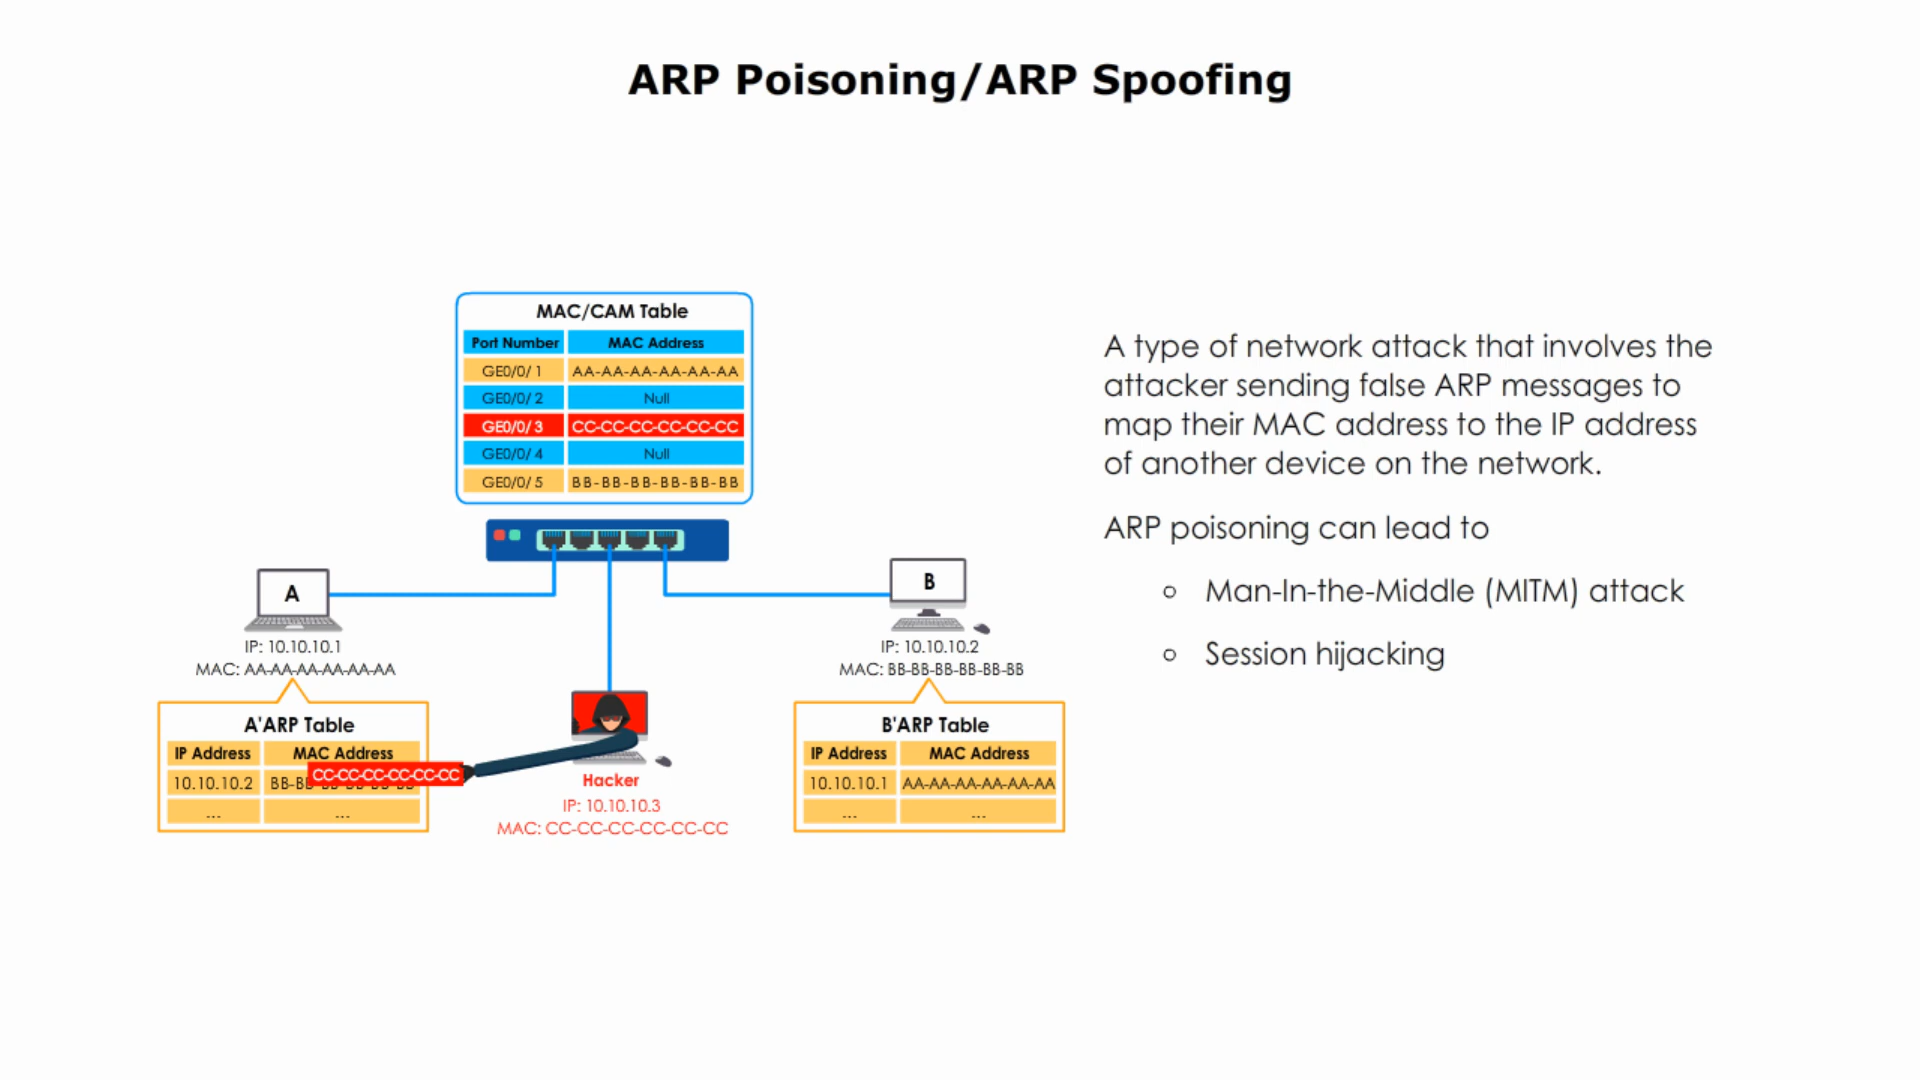 ARP Poisoning/ARP Spoofing
MAC/CAM Table
Port Number MAC Address
GE0/0/ 1 AA-AA-AA-AA-AA-AA
GE0/0/ 2 Null
GE0/0/ 3 CC-CC-CC-CC-CC-CC
GE0/0/ 4 Null
GE0/0/ 5 BB-BB-BB-BB-BB-BB
A
IP: 10.10.10.1
MAC: AA-AA-AA-AA-AA-AA
A'ARP Table
IP Address MAC Address
10.10.10.2
CC-CC-CC-CC-CC-CC
... ...
Hacker
IP: 10.10.10.3
MAC: CC-CC-CC-CC-CC-CC
B
IP: 10.10.10.2
MAC: BB-BB-BB-BB-BB-BB
B'ARP Table
IP Address MAC Address
10.10.10.1 AA-AA-AA-AA-AA-AA
... ...
A type of network attack that involves the
attacker sending false ARP messages to
map their MAC address to the IP address
of another device on the network.
ARP poisoning can lead to
Man-In-the-Middle (MITM) attack
Session hijacking